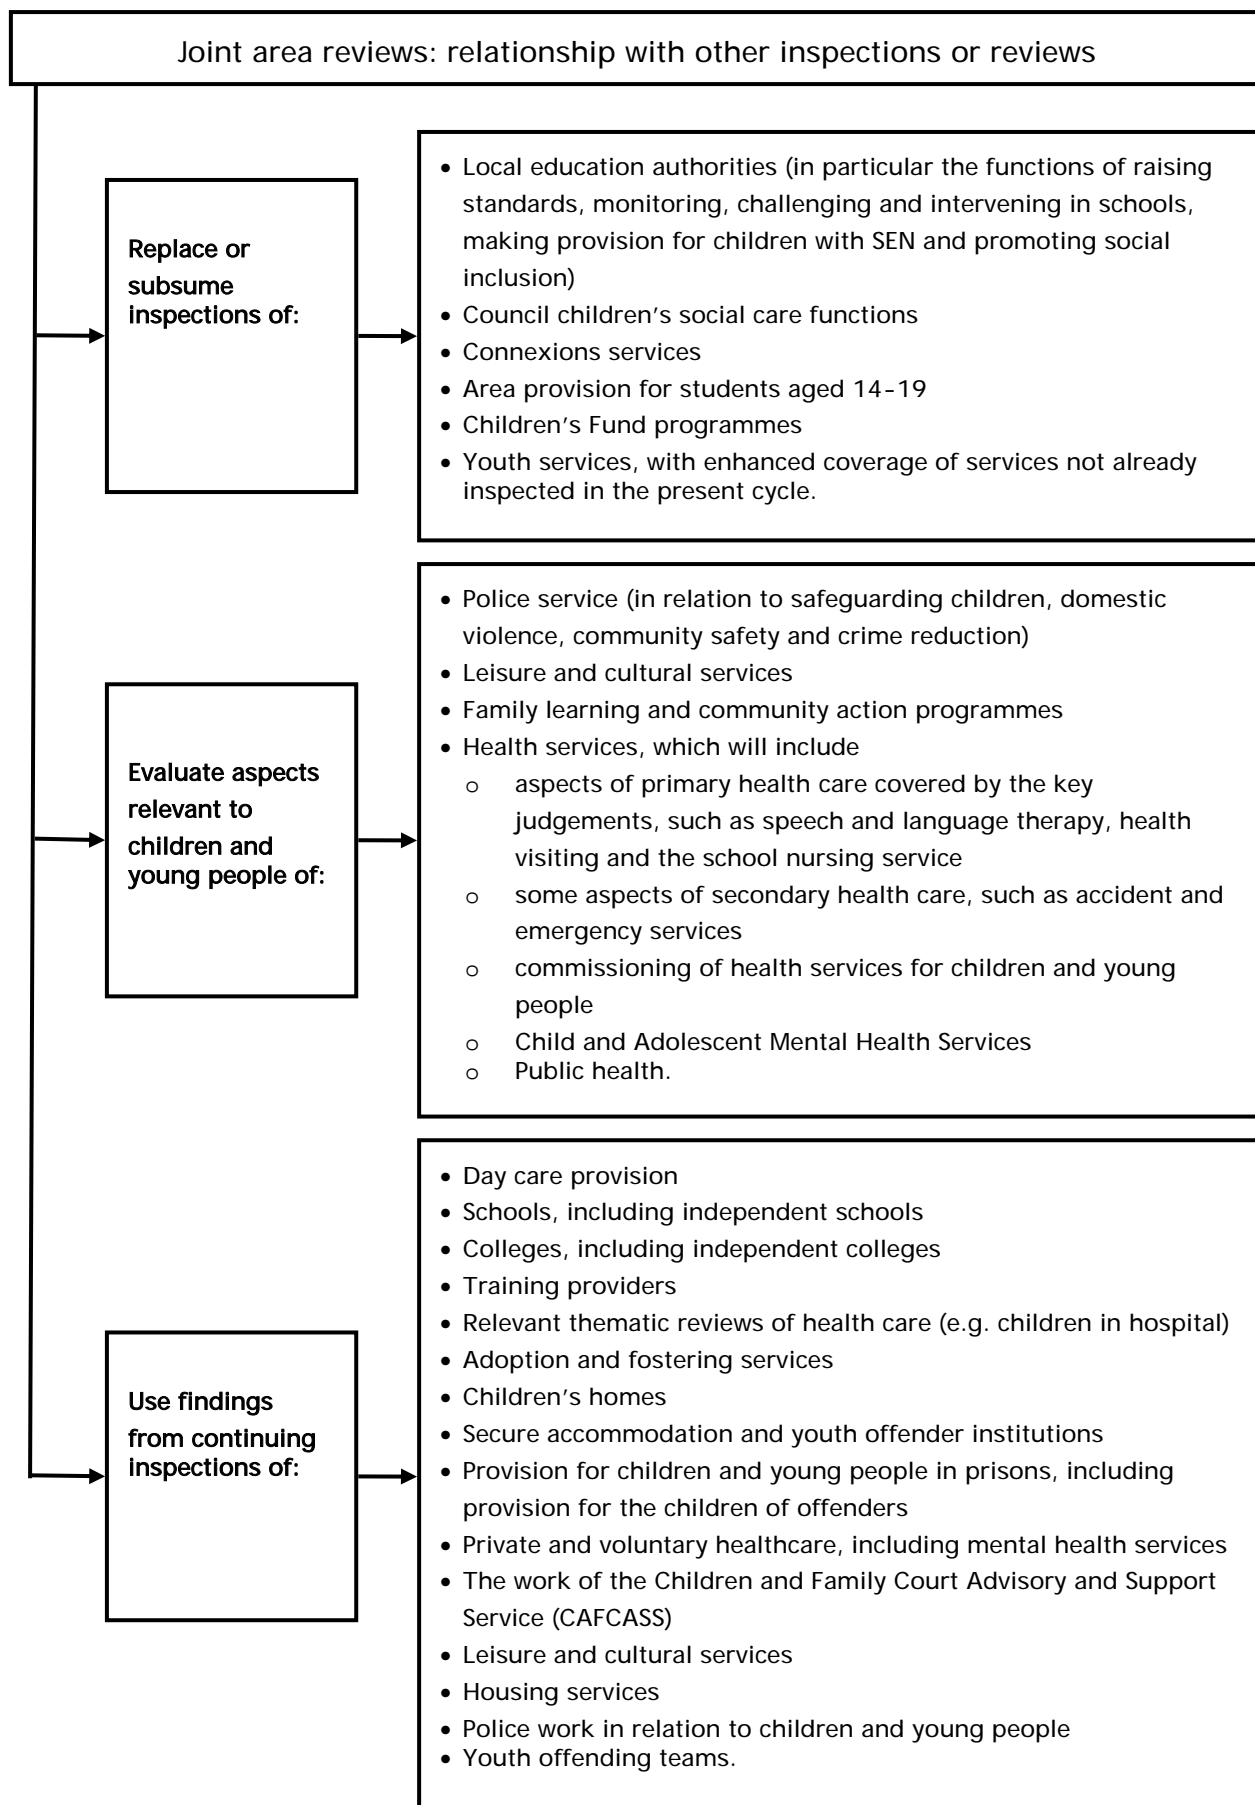 Joint area reviews: relationship with other inspections or reviews
Replace or
subsume
inspections of:
• Local education authorities (in particular the functions of raising
standards, monitoring, challenging and intervening in schools,
making provision for children with SEN and promoting social
inclusion)
• Council children's social care functions
• Connexions services
• Area provision for students aged 14-19
• Children's Fund programmes
• Youth services, with enhanced coverage of services not already
inspected in the present cycle.
Evaluate aspects
relevant to
children and
young people of:
• Police service (in relation to safeguarding children, domestic
violence, community safety and crime reduction)
• Leisure and cultural services
• Family learning and community action programmes
• Health services, which will include
o aspects of primary health care covered by the key
judgements, such as speech and language therapy, health
visiting and the school nursing service
o some aspects of secondary health care, such as accident and
emergency services
o commissioning of health services for children and young
people
o Child and Adolescent Mental Health Services
o Public health.
Use findings
from continuing
inspections of:
• Day care provision
• Schools, including independent schools
• Colleges, including independent colleges
• Training providers
• Relevant thematic reviews of health care (e.g. children in hospital)
• Adoption and fostering services
• Children's homes
• Secure accommodation and youth offender institutions
• Provision for children and young people in prisons, including
provision for the children of offenders
• Private and voluntary healthcare, including mental health services
• The work of the Children and Family Court Advisory and Support
Service (CAFCASS)
• Leisure and cultural services
• Housing services
• Police work in relation to children and young people
• Youth offending teams.